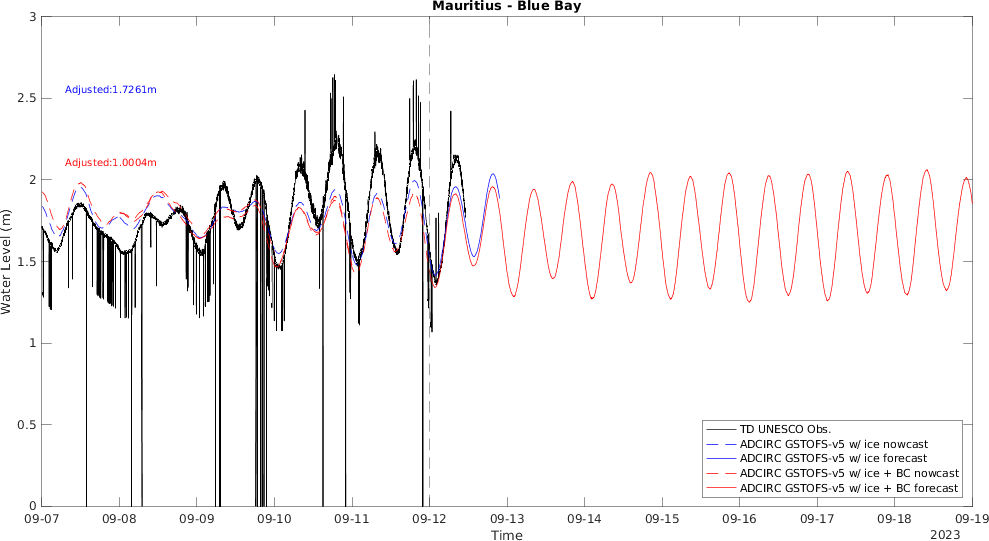 Mauritius - Blue Bay
3
2.5
2
1.5
1
0.5
0
Water Level (m)
Adjusted:1.7261m
Adjusted:1.0004m
TD UNESCO Obs.
ADCIRC GSTOFS-v5 w/ ice nowcast
ADCIRC GSTOFS-v5 w/ ice forecast
ADCIRC GSTOFS-v5 w/ ice + BC nowcast
ADCIRC GSTOFS-v5 w/ ice + BC forecast
09-07 09-08 09-09 09-10 09-11 09-12 09-13 09-14 09-15 09-16 09-17 09-18 09-19
Time
2023